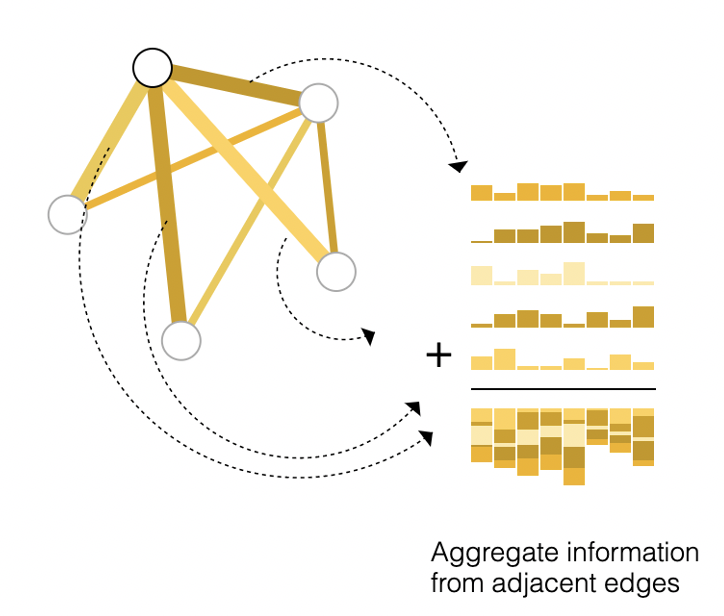 +
Aggregate information
from adjacent edges